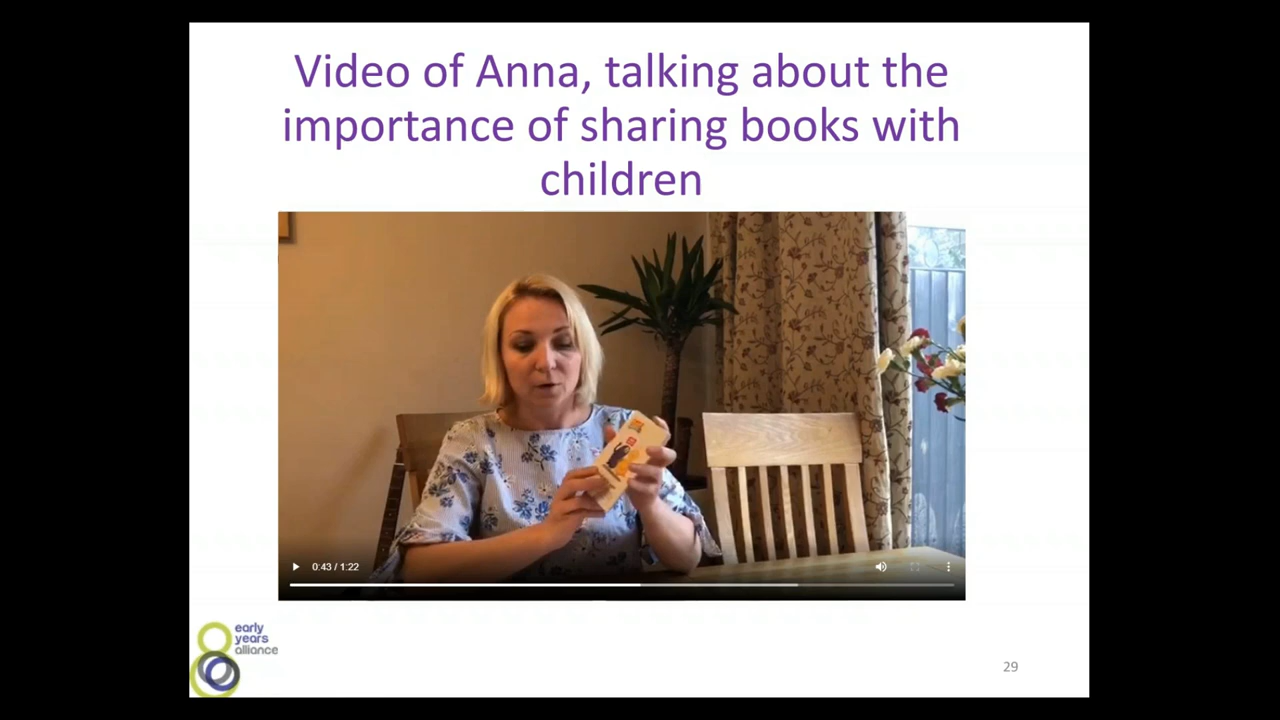 Video of Anna, talking about the
importance of sharing books with
children
0:43 / 1:22
early
years
alliance
29